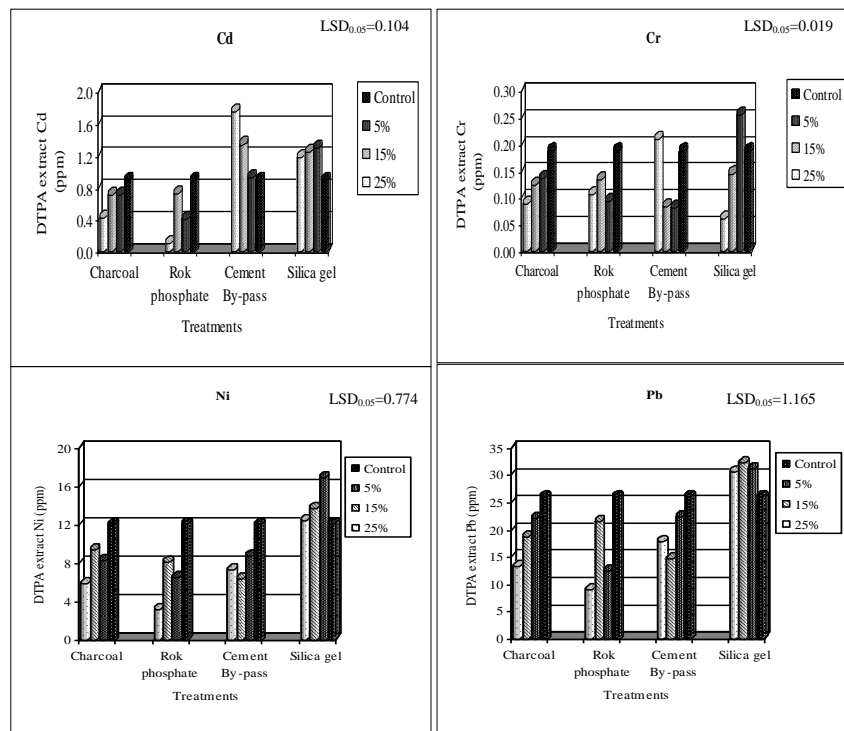 Cd
LSD0.05=0.104
DTPA extract Cd
(ppm)
2.0
1.6
1.2
0.8
0.4
0.0
Control
5%
15%
25%
Charcoal
Rok
phosphate
Cement
By-pass
Silica gel
Treatments
Cr
LSD0.05=0.019
DTPA extract Cr
(ppm)
0.30
0.25
0.20
0.15
0.10
0.05
0.00
Control
5%
15%
25%
Charcoal
Rok
phosphate
Cement
By-pass
Silica gel
Treatments
Ni
LSD0.05=0.774
DTPA extract Ni (ppm)
20
16
12
8
4
0
Control
5%
15%
25%
Charcoal
Rok
phosphate
Cement
By-pass
Silica gel
Treatments
Pb
LSD0.05=1.165
DTPA extract Pb (ppm)
35
30
25
20
15
10
5
0
Control
5%
15%
25%
Charcoal
Rok
phosphate
Cement
By-pass
Silica gel
Treatments